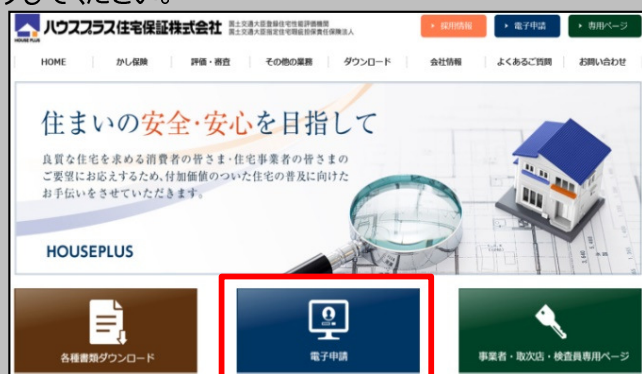 してください。
ハウスプラス住宅保証株式会社
国土交通大臣登録住宅性能評価機関
国土交通大臣指定住宅瑕疵担保責任保険法人
採用情報
電子申請
専用ページ
HOUSE PLUS
HOME かし保険 評価・審査 その他の業務 ダウンロード 会社情報 よくあるご質問 お問い合わせ
住まいの安全・安心を目指して
良質な住宅を求める消費者の皆さま・住宅事業者の皆さまの
ご要望にお応えするため、付加価値のついた住宅の普及に向けた
お手伝いをさせていただきます。
HOUSEPLUS
各種書類ダウンロード
電子申請
事業者・取次店・検査員専用ページ